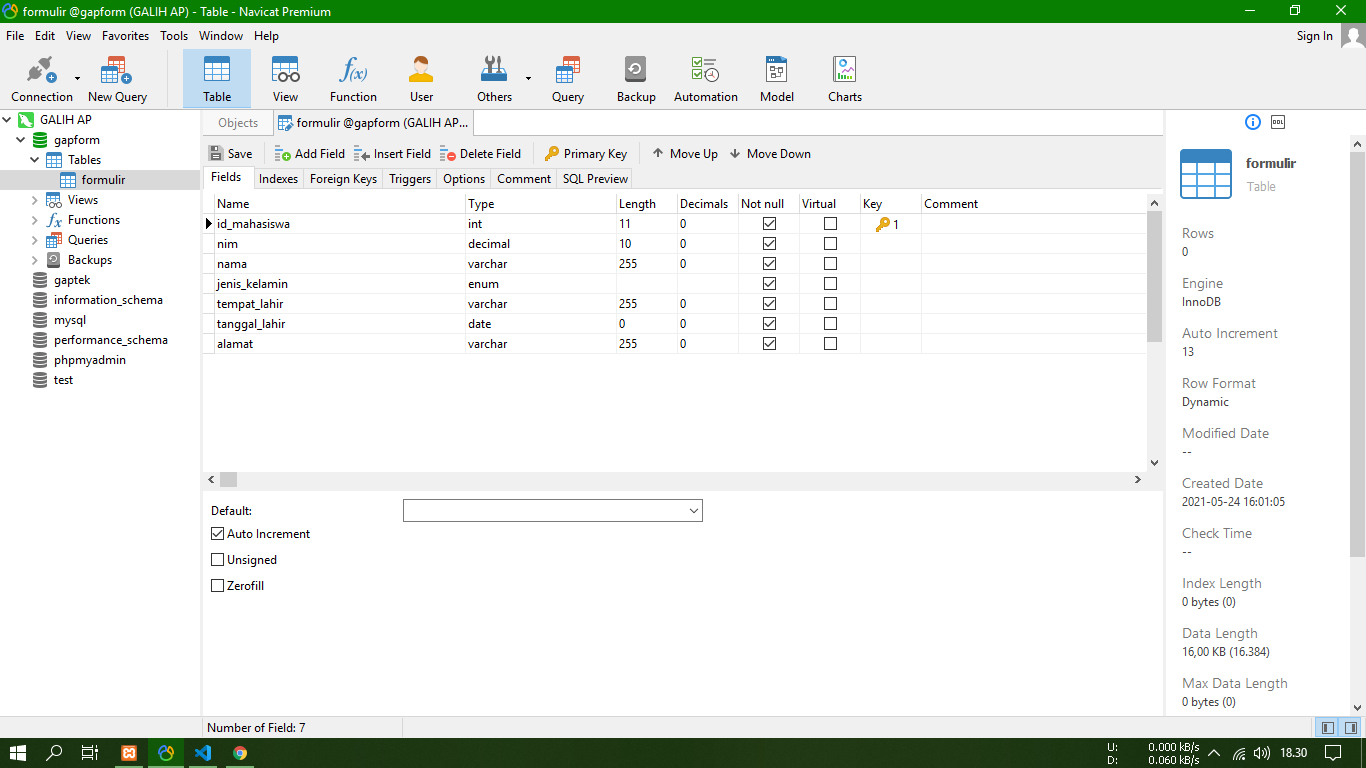 formulir @gapform (GALIH AP) - Table - Navicat Premium
File Edit View Favorites Tools Window Help Sign In
Connection New Query Table View Function User Others Query Backup Automation Model Charts
f(x)
GALIH AP
gapform
Tables
formulir
Views
Functions
Queries
Backups
gaptek
information_schema
mysql
performance_schema
phpmyadmin
test
Objects formulir @gapform (GALIH AP...
Save Add Field Insert Field Delete Field Primary Key Move Up Move Down
Fields Indexes Foreign Keys Triggers Options Comment SQL Preview
Name Type Length Decimals Not null Virtual Key Comment
id_mahasiswa int 11 0 1
nim decimal 10 0
nama varchar 255 0
jenis_kelamin enum
tempat_lahir varchar 255 0
tanggal_lahir date 0 0
alamat varchar 255 0
Default:
Auto Increment
Unsigned
Zerofill
Number of Field: 7
DDL
formulir
Table
Rows
0
Engine
InnoDB
Auto Increment
13
Row Format
Dynamic
Modified Date
--
Created Date
2021-05-24 16:01:05
Check Time
--
Index Length
0 bytes (0)
Data Length
16,00 KB (16.384)
Max Data Length
0 bytes (0)
U: 0.000 kB/s
D: 0.060 kB/s
18.30